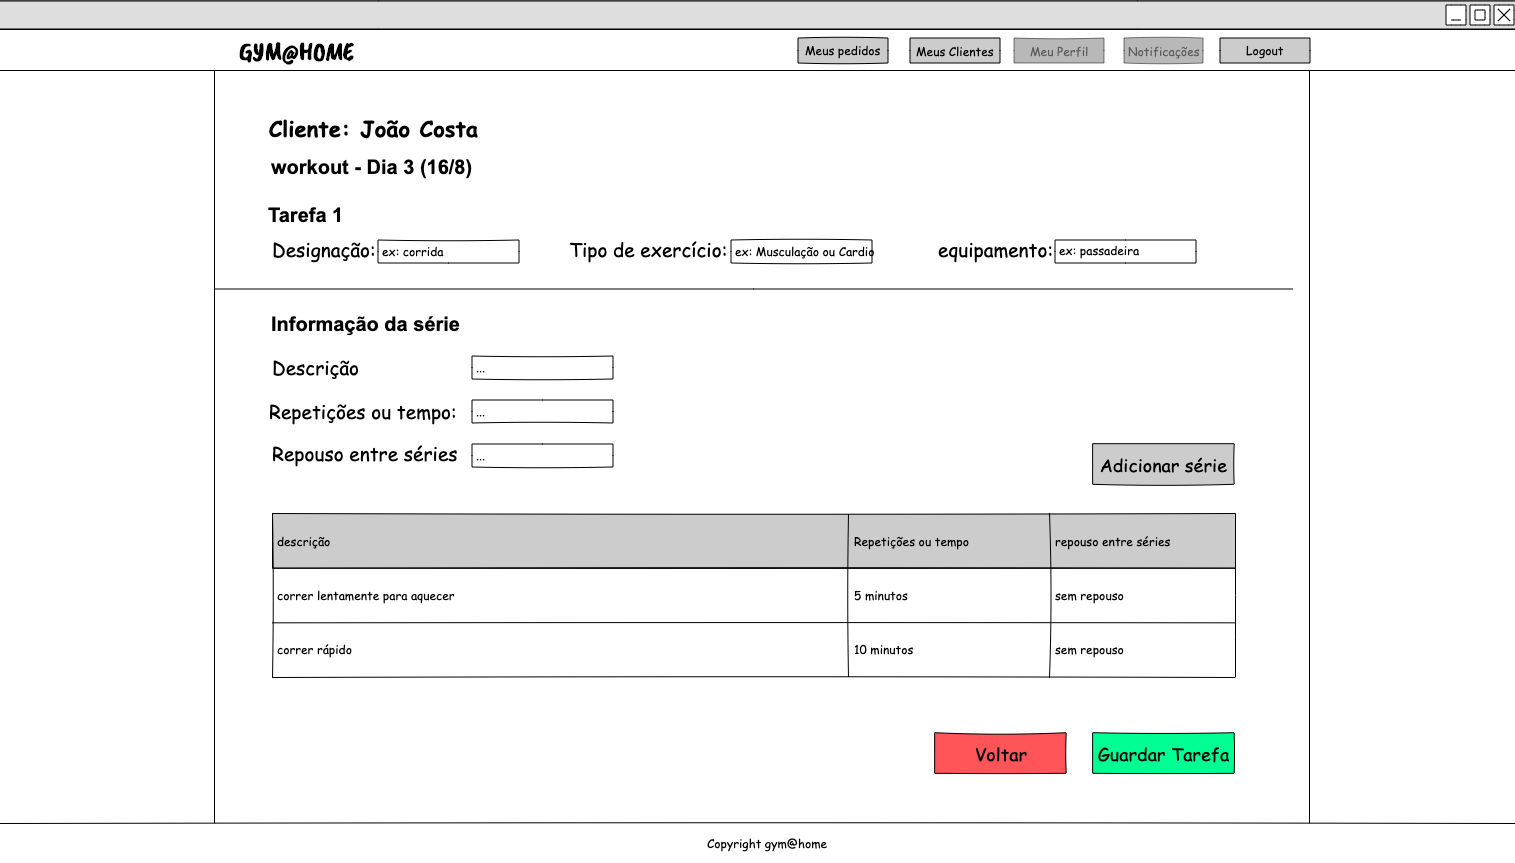 GYM@HOME
Meus pedidos
Meus Clientes
Meu Perfil
Notificações
Logout
Cliente: João Costa
workout - Dia 3 (16/8)
Tarefa 1
Designação: ex: corrida
Tipo de exercício: ex: Musculação ou Cardio
equipamento: ex: passadeira
Informação da série
Descrição ...
Repetições ou tempo: ...
Repouso entre séries ...
Adicionar série
descrição Repetições ou tempo repouso entre séries
correr lentamente para aquecer 5 minutos sem repouso
correr rápido 10 minutos sem repouso
Voltar
Guardar Tarefa
Copyright gym@home